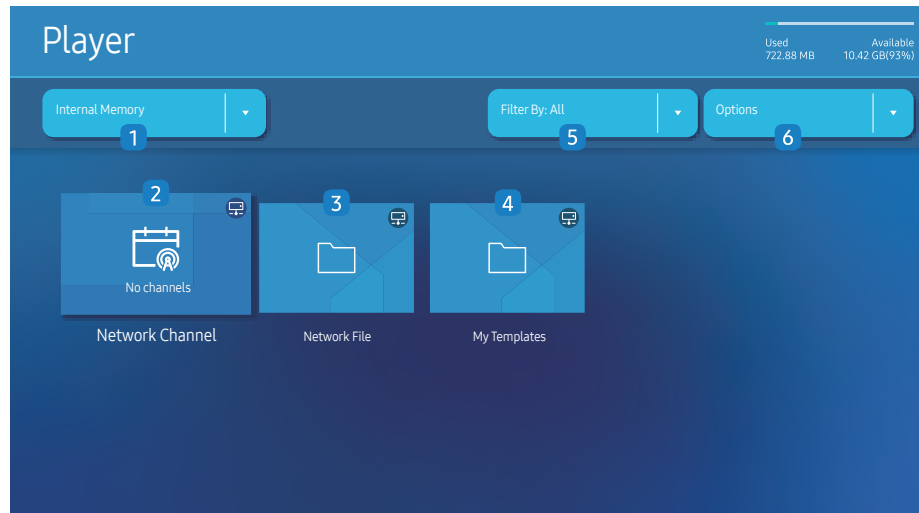 Player
Used Available
722.88 MB 10.42 GB(93%)
Internal Memory
Filter By: All
Options
1
5
6
2
3
4
No channels
Network Channel
Network File
My Templates